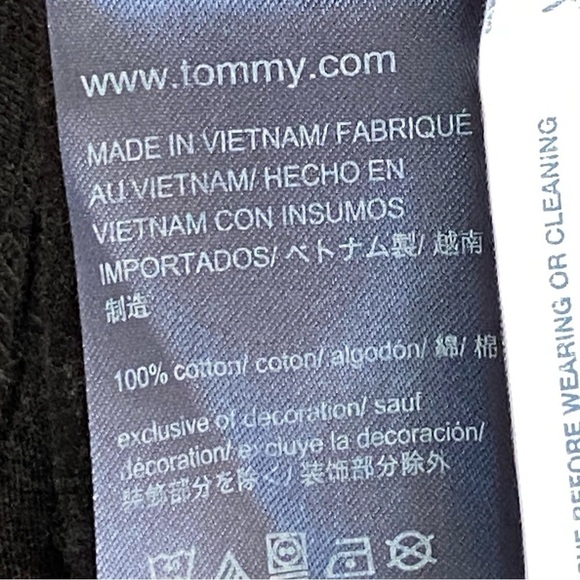 www.tommy.com
MADE IN VIETNAM/ FABRIQUÉ
AU VIETNAM/ HECHO EN
VIETNAM CON INSUMOS
IMPORTADOS/ ベトナム製/ 越南
制造
100% cotton/ coton/ algodón/ 綿/ 棉
exclusive of decoration/ sauf
décoration/ excluye la decoración/
装飾部分を除く/ 装饰部分除外
BEFORE WEARING OR CLEANING